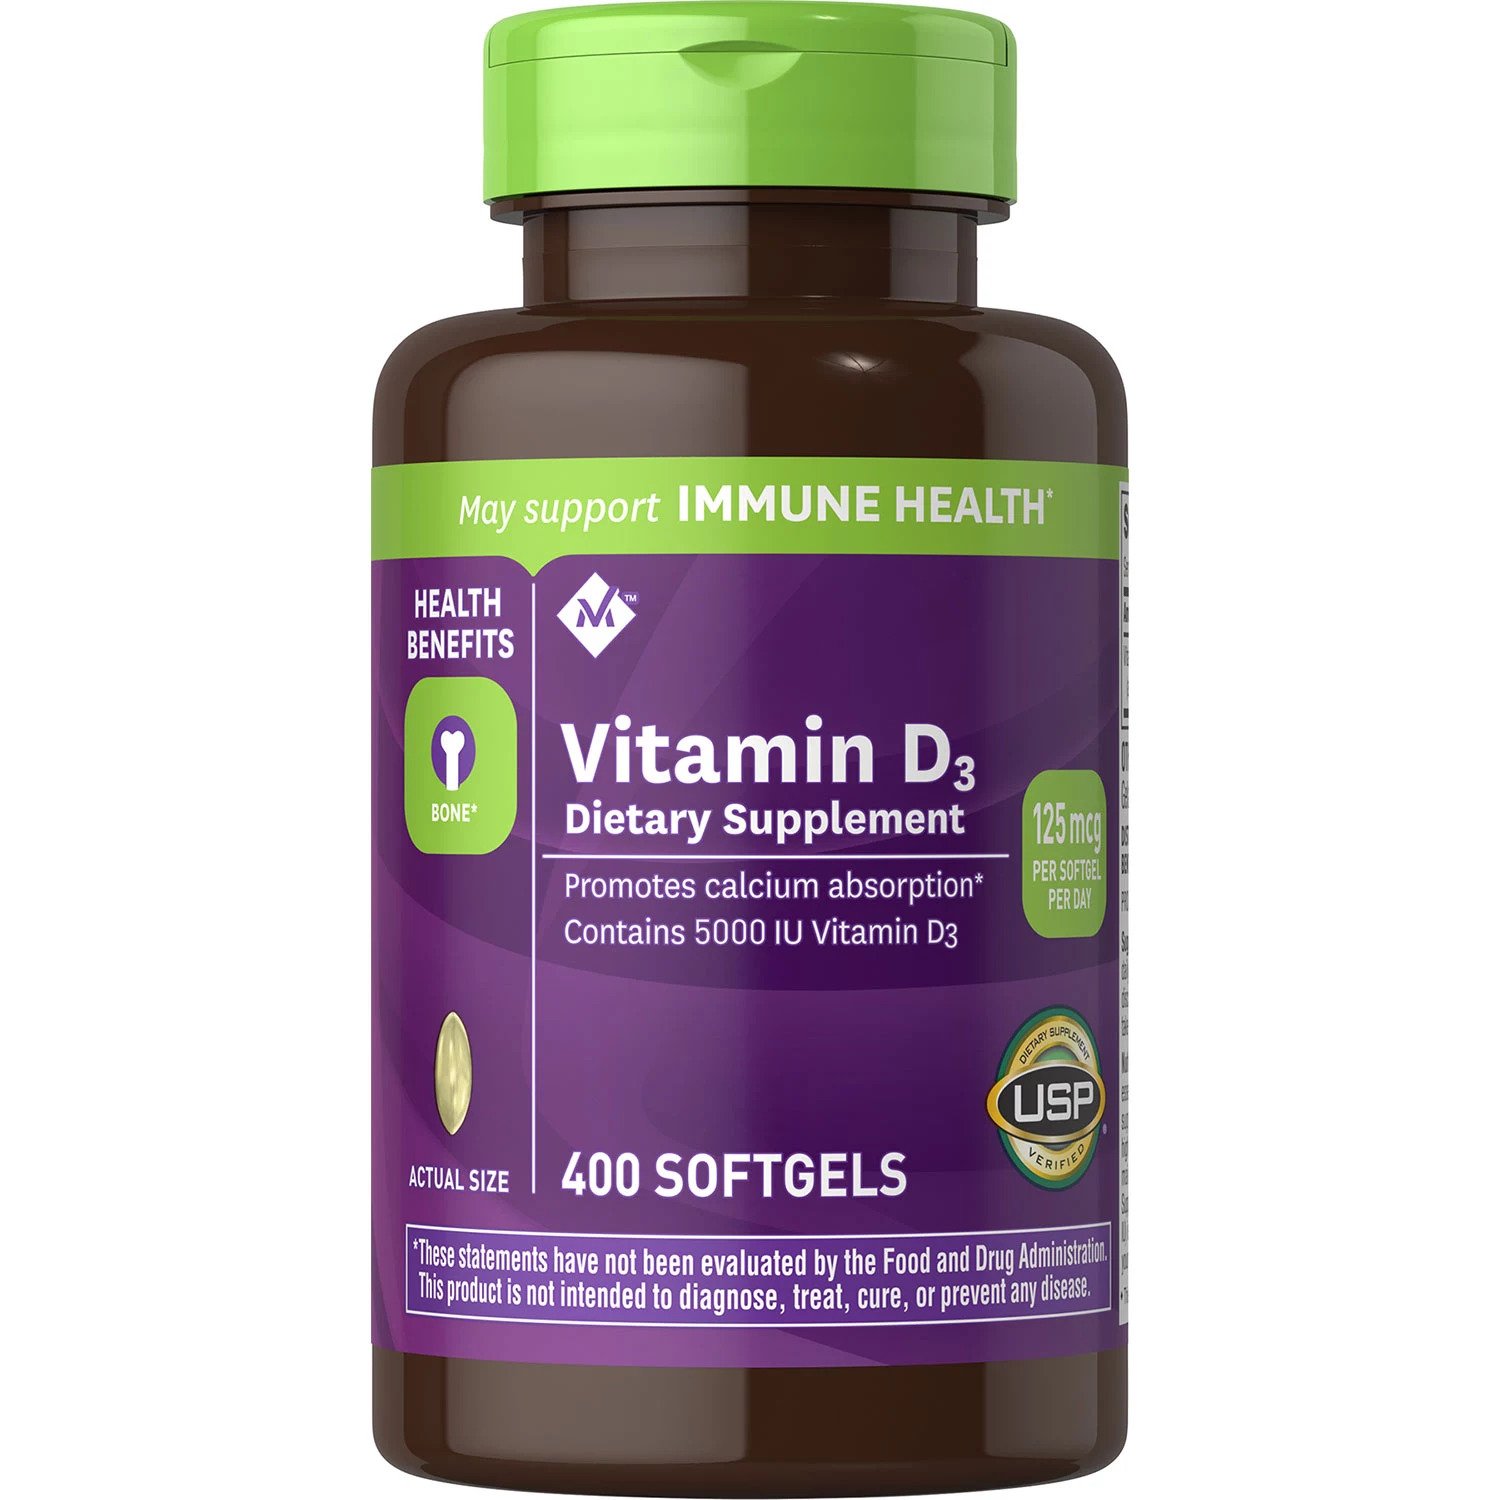 May support IMMUNE HEALTH*
HEALTH
BENEFITS
BONE*
TM
Vitamin D3
Dietary Supplement
Promotes calcium absorption*
Contains 5000 IU Vitamin D3
125 mcg
PER SOFTGEL
PER DAY
DIETARY SUPPLEMENT
USP
VERIFIED
ACTUAL SIZE
400 SOFTGELS
*These statements have not been evaluated by the Food and Drug Administration.
This product is not intended to diagnose, treat, cure, or prevent any disease.